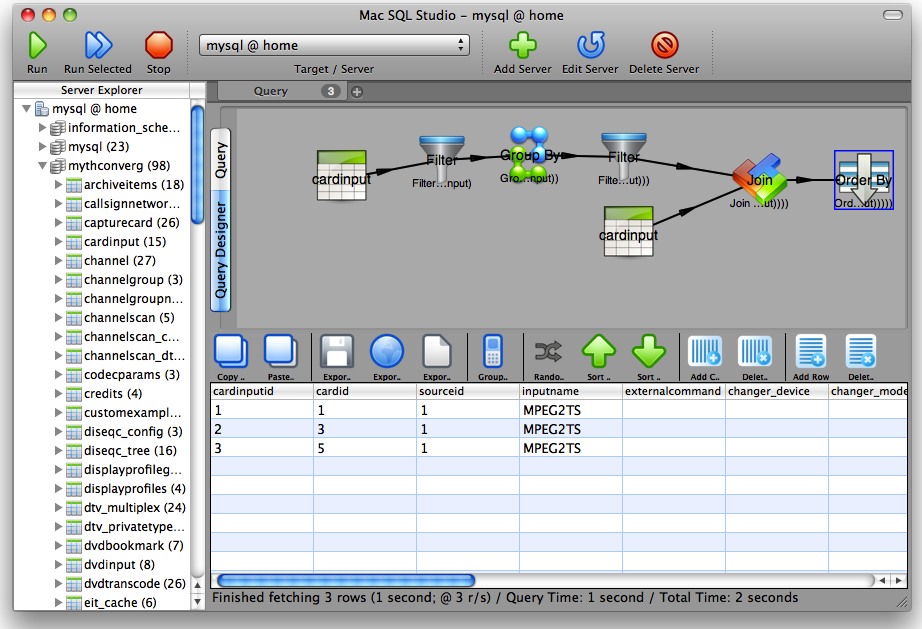 Mac SQL Studio – mysql @ home
Run
Run Selected
Stop
mysql @ home
Target / Server
Add Server
Edit Server
Delete Server
Server Explorer
mysql @ home
information_sche...
mysql (23)
mythconverg (98)
archiveitems (18)
callsignnetwor...
capturecard (26)
cardinput (15)
channel (27)
channelgroup (3)
channelgroupn...
channelscan (5)
channelscan_c...
channelscan_dt...
codecparams (3)
credits (4)
customexampl...
diseqc_config (3)
diseqc_tree (16)
displayprofileg...
displayprofiles (4)
dtv_multiplex (24)
dtv_privatetype...
dvdbookmark (7)
dvdinput (8)
dvdtranscode (26)
eit_cache (6)
Query 3
Query
Query Designer
cardinput
Filter
Filter...nput)
Group By
Gro...nput))
Filter
Filte...ut)))
cardinput
Join
Join ...ut))))
Order By
Ord...ut)))))
Copy .. Paste.. Expor.. Expor.. Expor.. Group.. Rando.. Sort .. Sort .. Add C.. Delet.. Add Row Delet..
cardinputid cardid sourceid inputname externalcommand changer_device changer_mode
1 1 1 MPEG2TS
2 3 1 MPEG2TS
3 5 1 MPEG2TS
Finished fetching 3 rows (1 second; @ 3 r/s) / Query Time: 1 second / Total Time: 2 seconds